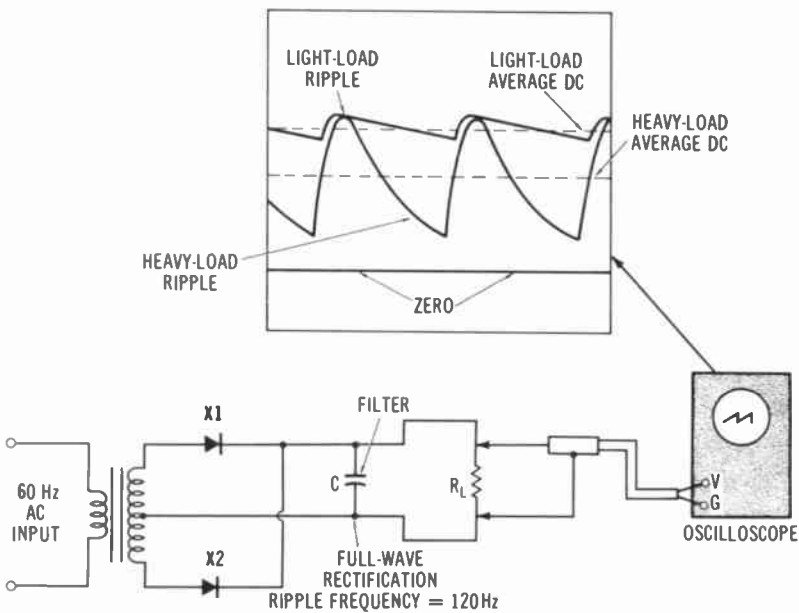 LIGHT-LOAD
RIPPLE
LIGHT-LOAD
AVERAGE DC
HEAVY-LOAD
AVERAGE DC
HEAVY-LOAD
RIPPLE
ZERO
X1
FILTER
60 Hz
AC
INPUT
C
RL
V
G
OSCILLOSCOPE
X2
FULL-WAVE
RECTIFICATION
RIPPLE FREQUENCY = 120Hz